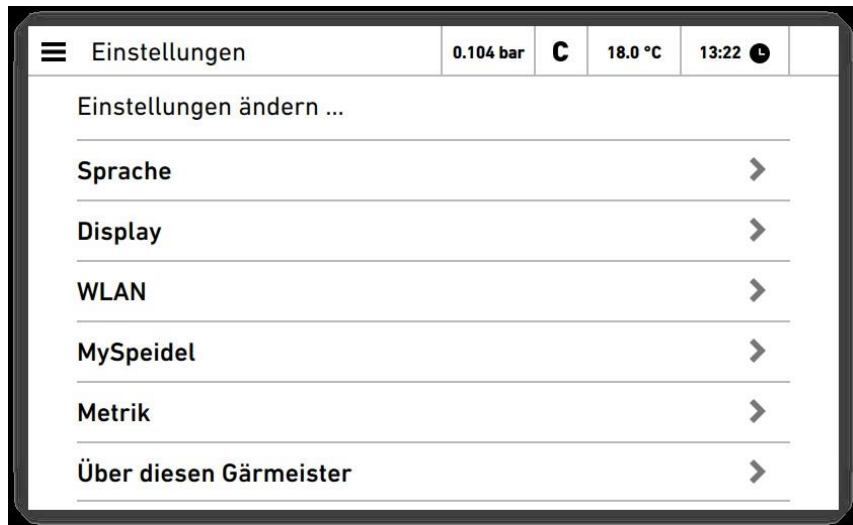 Einstellungen 0.104 bar C 18.0 °C 13:22
Einstellungen ändern ...
Sprache
Display
WLAN
MySpeidel
Metrik
Über diesen Gärmeister